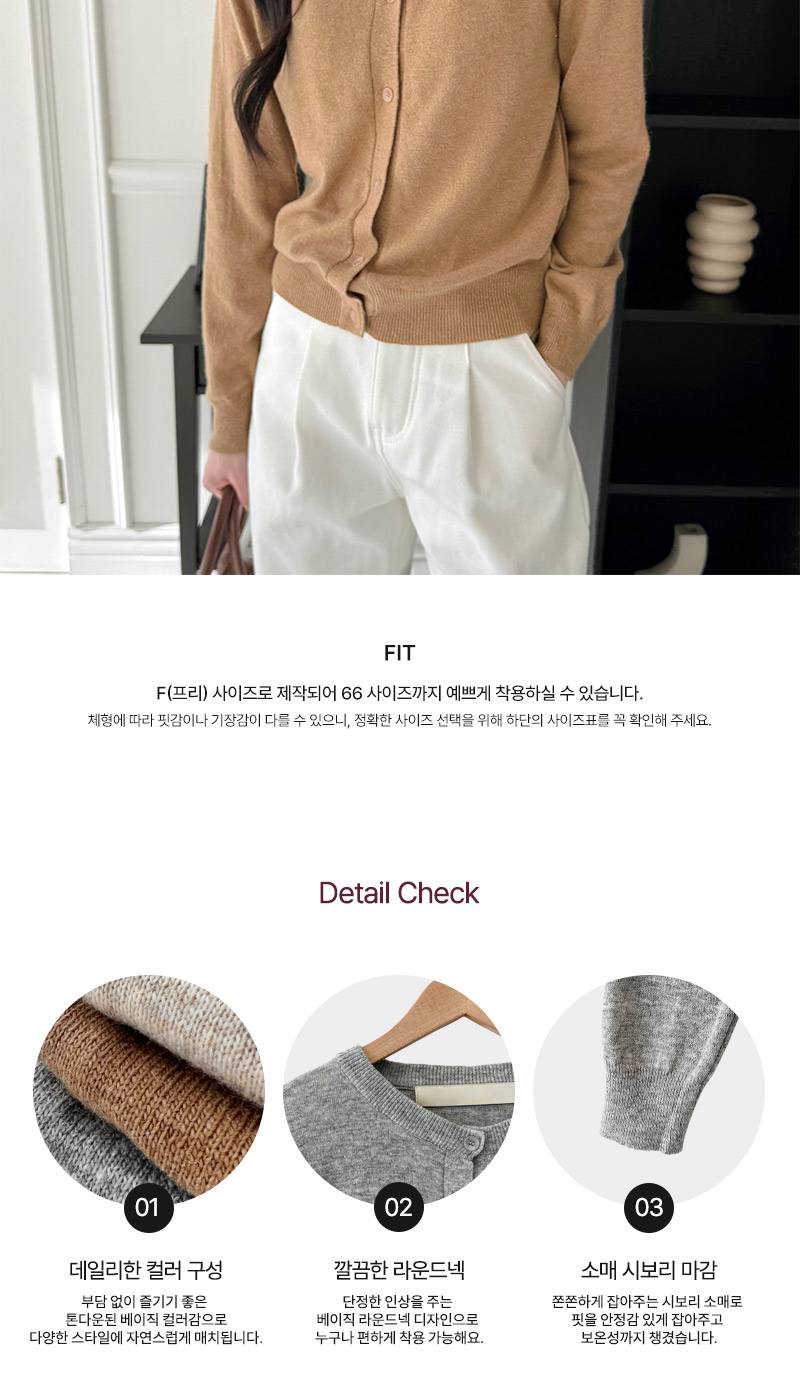 FIT
F(프리) 사이즈로 제작되어 66 사이즈까지 예쁘게 착용하실 수 있습니다.
체형에 따라 핏감이나 기장감이 다를 수 있으니, 정확한 사이즈 선택을 위해 하단의 사이즈표를 꼭 확인해 주세요.
Detail Check
01
데일리한 컬러 구성
부담 없이 즐기기 좋은
톤다운된 베이직 컬러감으로
다양한 스타일에 자연스럽게 매치됩니다.
02
깔끔한 라운드넥
단정한 인상을 주는
베이직 라운드넥 디자인으로
누구나 편하게 착용 가능해요.
03
소매 시보리 마감
쫀쫀하게 잡아주는 시보리 소매로
핏을 안정감 있게 잡아주고
보온성까지 챙겼습니다.